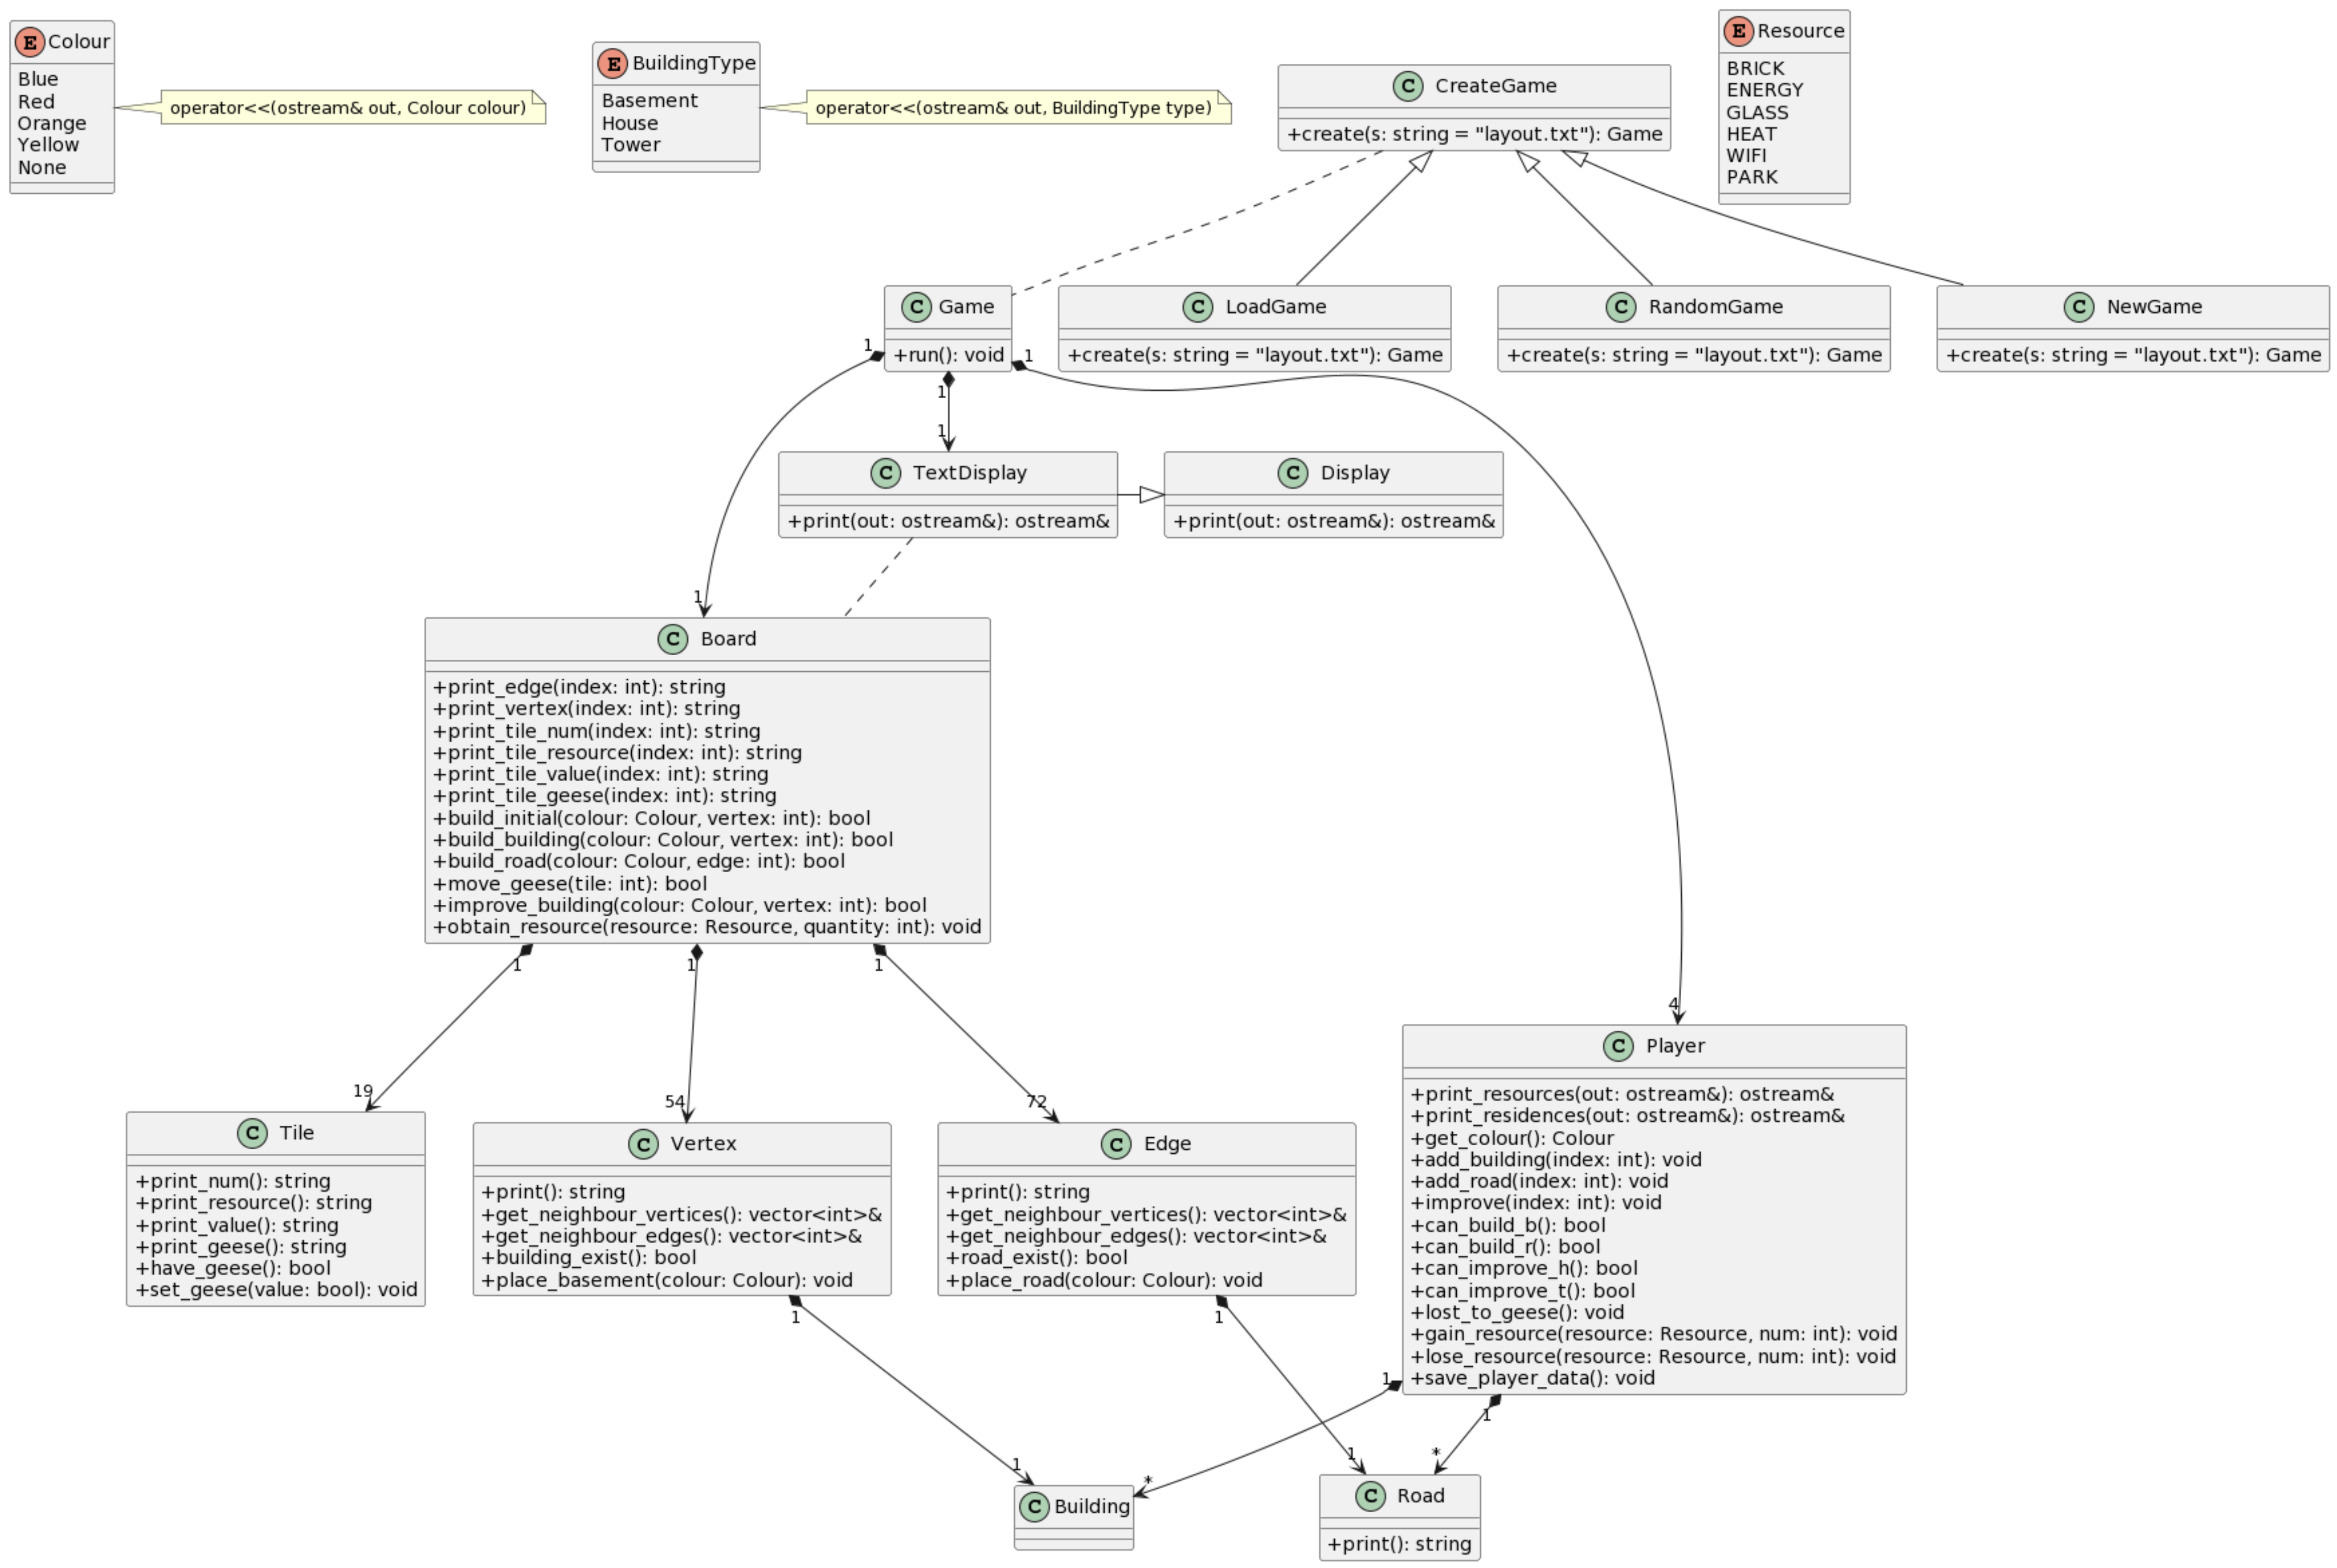 E Colour
Blue
Red
Orange
Yellow
None
operator<<(ostream& out, Colour colour)
E BuildingType
Basement
House
Tower
operator<<(ostream& out, BuildingType type)
C CreateGame
+create(s: string = "layout.txt"): Game
E Resource
BRICK
ENERGY
GLASS
HEAT
WIFI
PARK
C Game
+run(): void
C LoadGame
+create(s: string = "layout.txt"): Game
C RandomGame
+create(s: string = "layout.txt"): Game
C NewGame
+create(s: string = "layout.txt"): Game
1
1
1
1
C TextDisplay
+print(out: ostream&): ostream&
C Display
+print(out: ostream&): ostream&
1
C Board
+print_edge(index: int): string
+print_vertex(index: int): string
+print_tile_num(index: int): string
+print_tile_resource(index: int): string
+print_tile_value(index: int): string
+print_tile_geese(index: int): string
+build_initial(colour: Colour, vertex: int): bool
+build_building(colour: Colour, vertex: int): bool
+build_road(colour: Colour, edge: int): bool
+move_geese(tile: int): bool
+improve_building(colour: Colour, vertex: int): bool
+obtain_resource(resource: Resource, quantity: int): void
1
1
1
4
19
54
72
C Tile
+print_num(): string
+print_resource(): string
+print_value(): string
+print_geese(): string
+have_geese(): bool
+set_geese(value: bool): void
C Vertex
+print(): string
+get_neighbour_vertices(): vector<int>&
+get_neighbour_edges(): vector<int>&
+building_exist(): bool
+place_basement(colour: Colour): void
C Edge
+print(): string
+get_neighbour_vertices(): vector<int>&
+get_neighbour_edges(): vector<int>&
+road_exist(): bool
+place_road(colour: Colour): void
C Player
+print_resources(out: ostream&): ostream&
+print_residences(out: ostream&): ostream&
+get_colour(): Colour
+add_building(index: int): void
+add_road(index: int): void
+improve(index: int): void
+can_build_b(): bool
+can_build_r(): bool
+can_improve_h(): bool
+can_improve_t(): bool
+lost_to_geese(): void
+gain_resource(resource: Resource, num: int): void
+lose_resource(resource: Resource, num: int): void
+save_player_data(): void
1
1
1
1
1
*
1
*
C Building
C Road
+print(): string